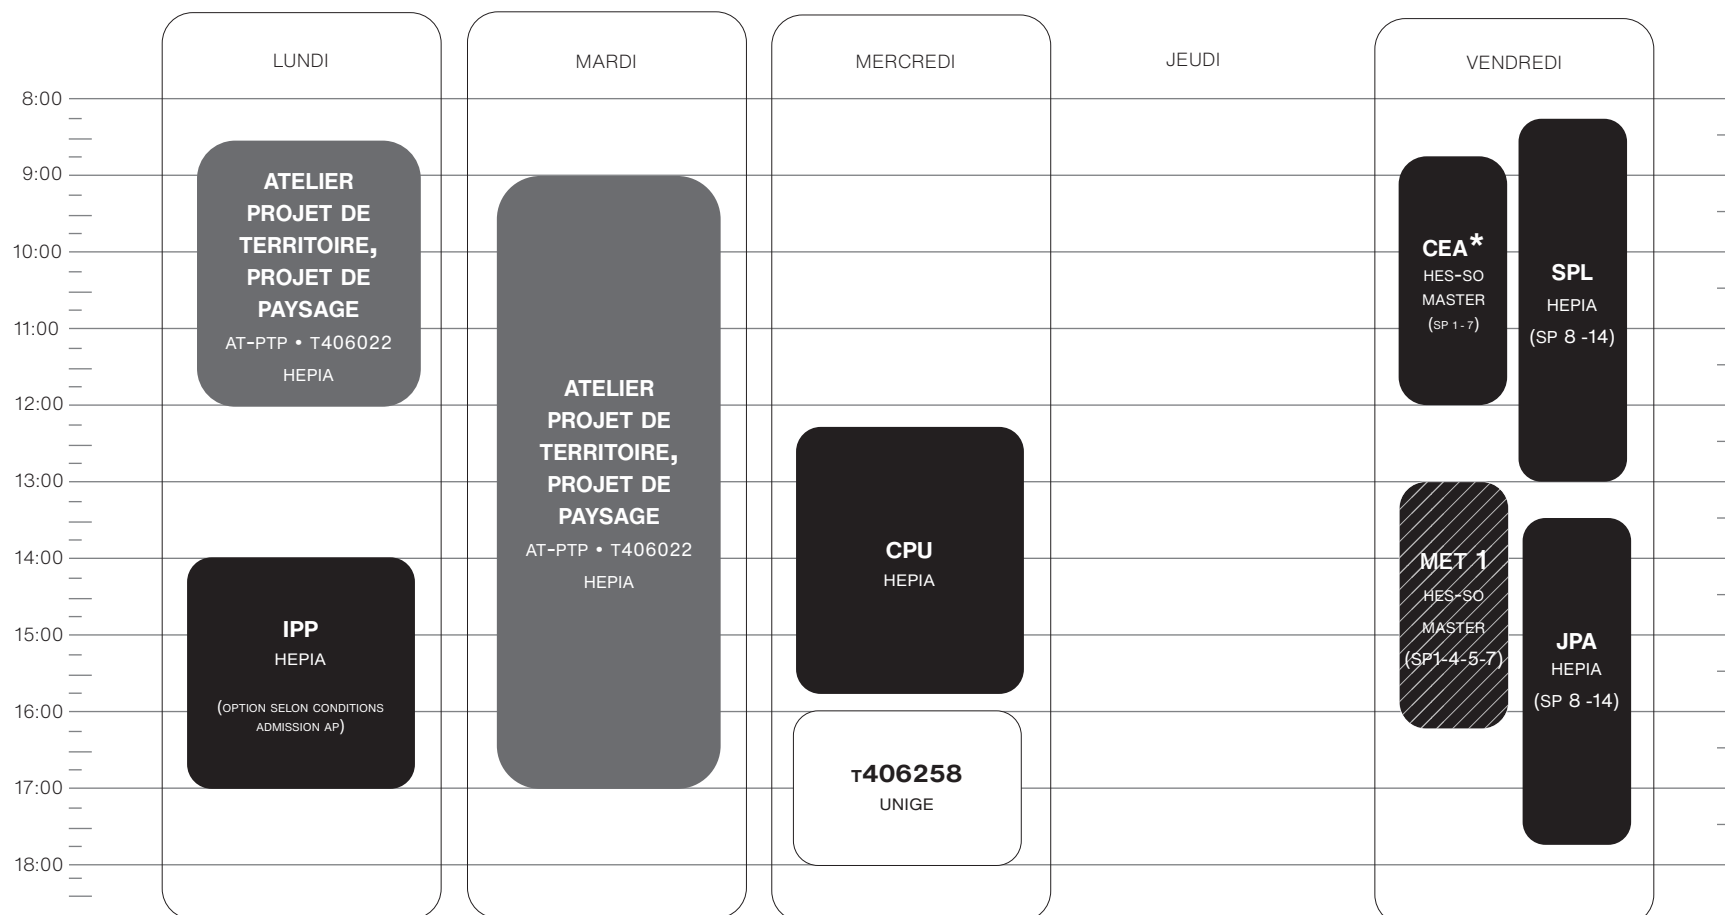 LUNDI
MARDI
MERCREDI
JEUDI
VENDREDI
8:00
9:00
10:00
11:00
12:00
13:00
14:00
15:00
16:00
17:00
18:00
ATELIER
PROJET DE
TERRITOIRE,
PROJET DE
PAYSAGE
AT-PTP • T406022
HEPIA
IPP
HEPIA
(OPTION SELON CONDITIONS
ADMISSION AP)
ATELIER
PROJET DE
TERRITOIRE,
PROJET DE
PAYSAGE
AT-PTP • T406022
HEPIA
CPU
HEPIA
T406258
UNIGE
CEA*
HES-SO
MASTER
(SP 1 - 7)
SPL
HEPIA
(SP 8 -14)
MET 1
HES-SO
MASTER
(SP1-4-5-7)
JPA
HEPIA
(SP 8 -14)